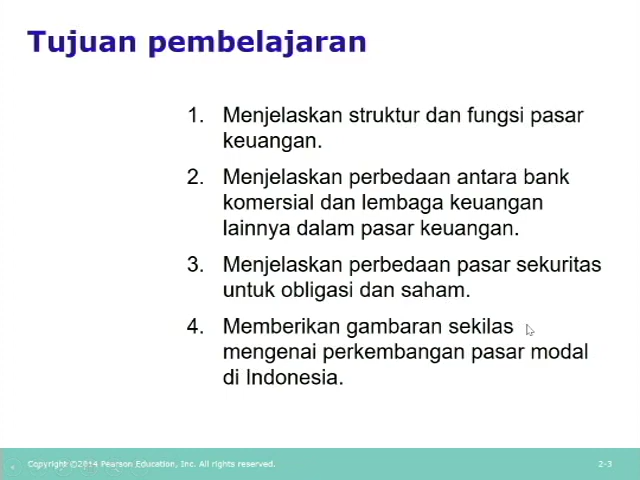 Tujuan pembelajaran
1. Menjelaskan struktur dan fungsi pasar
keuangan.
2. Menjelaskan perbedaan antara bank
komersial dan lembaga keuangan
lainnya dalam pasar keuangan.
3. Menjelaskan perbedaan pasar sekuritas
untuk obligasi dan saham.
4. Memberikan gambaran sekilas
mengenai perkembangan pasar modal
di Indonesia.
Copyright ©2014 Pearson Education, Inc. All rights reserved.
2-3